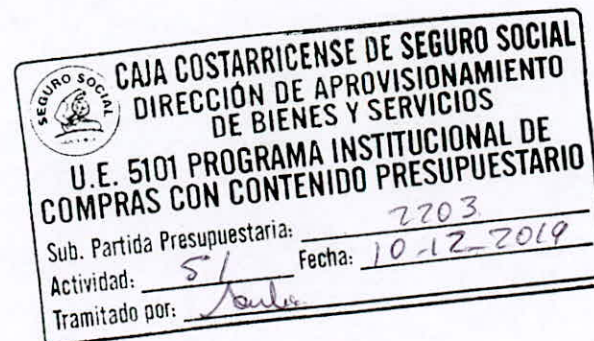 SEGURO SOCIAL
CAJA COSTARRICENSE DE SEGURO SOCIAL
DIRECCIÓN DE APROVISIONAMIENTO
DE BIENES Y SERVICIOS
U.E. 5101 PROGRAMA INSTITUCIONAL DE
COMPRAS CON CONTENIDO PRESUPUESTARIO
Sub. Partida Presupuestaria: 2203
Actividad: 51 Fecha: 10-12-2019
Tramitado por: